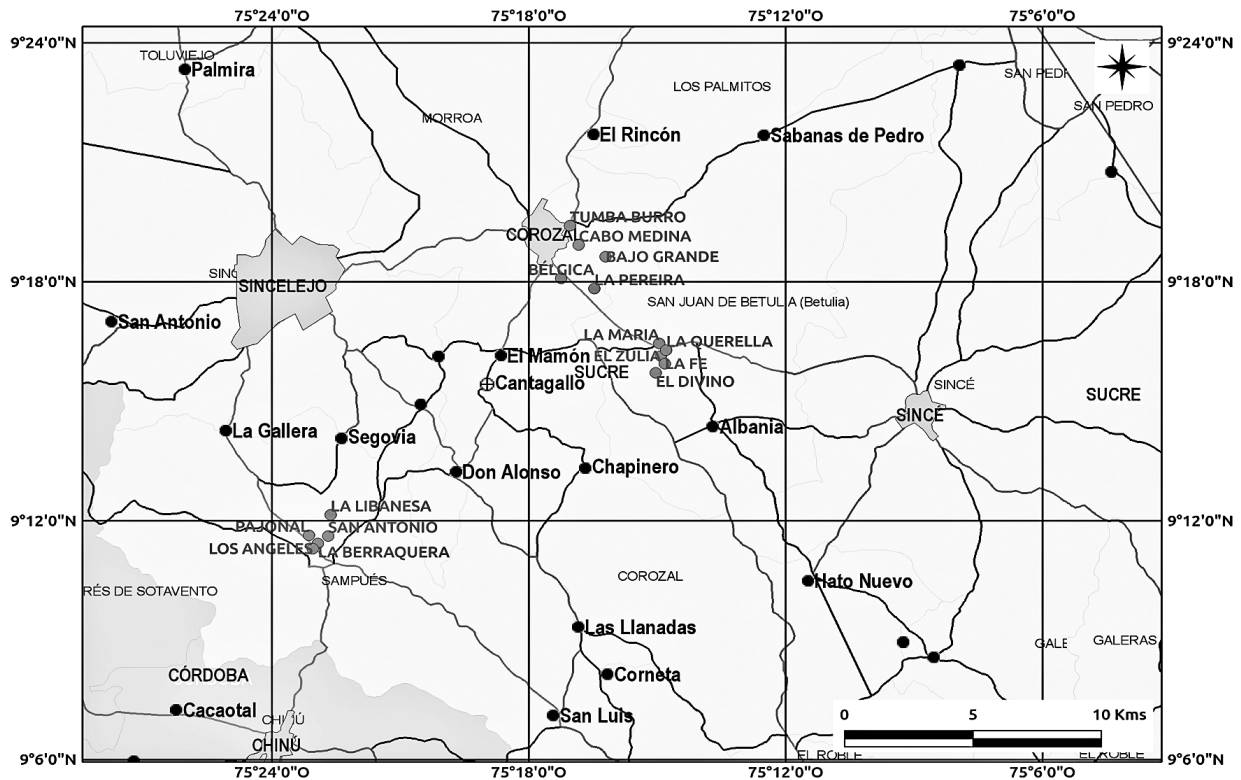 75°24'0"O
75°18'0"O
75°12'0"O
75°6'0"O
9°24'0"N
9°24'0"N
TOLUVIEJO
Palmira
SAN PEDR
LOS PALMITOS
SAN PEDRO
MORROA
El Rincón
Sabanas de Pedro
TUMBA BURRO
COROZAL
CABO MEDINA
BAJO GRANDE
BÉLGICA
LA PEREIRA
SINC
9°18'0"N
9°18'0"N
SINCELEJO
SAN JUAN DE BETULIA (Betulia)
San Antonio
LA MARIA
LA QUERELLA
El Mamón
EL ZULIA
LA FE
SUCRE
Cantagallo
EL DIVINO
SINCÉ
SUCRE
SINCÉ
La Gallera
Segovia
Albania
Don Alonso
Chapinero
LA LIBANESA
9°12'0"N
9°12'0"N
PAJONAL
SAN ANTONIO
LOS ANGELES
LA BERRAQUERA
SAMPUÉS
COROZAL
Hato Nuevo
RÉS DE SOTAVENTO
Las Llanadas
GALE
GALERAS
CÓRDOBA
Corneta
Cacaotal
San Luis
0
5
10 Kms
CHINÚ
CHINÚ
EL ROBLE
EL ROBLE
9°6'0"N
9°6'0"N
75°24'0"O
75°18'0"O
75°12'0"O
75°6'0"O